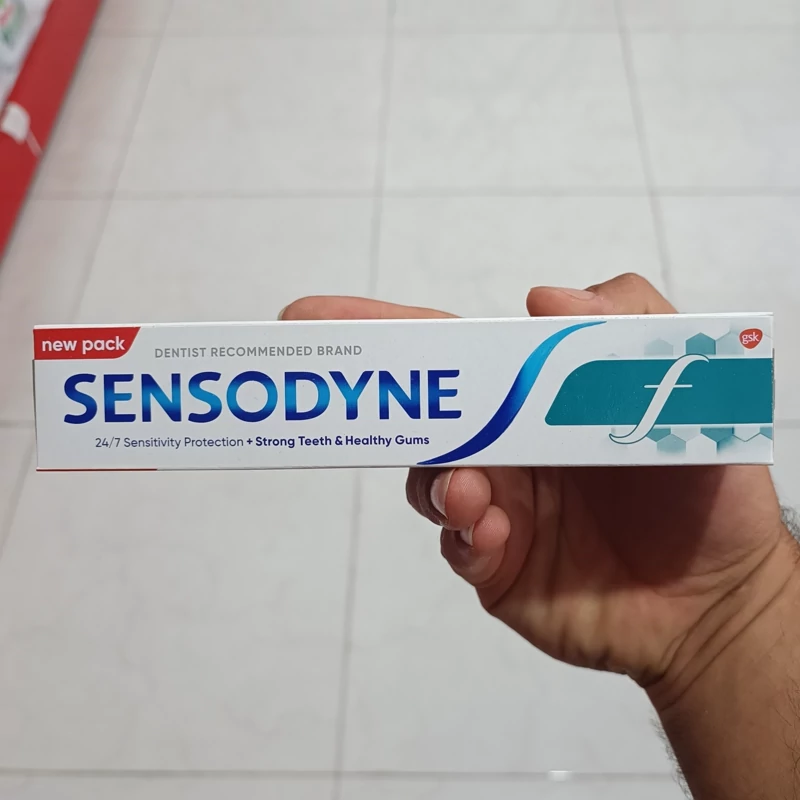 new pack
DENTIST RECOMMENDED BRAND
SENSODYNE
24/7 Sensitivity Protection + Strong Teeth & Healthy Gums
f
gsk